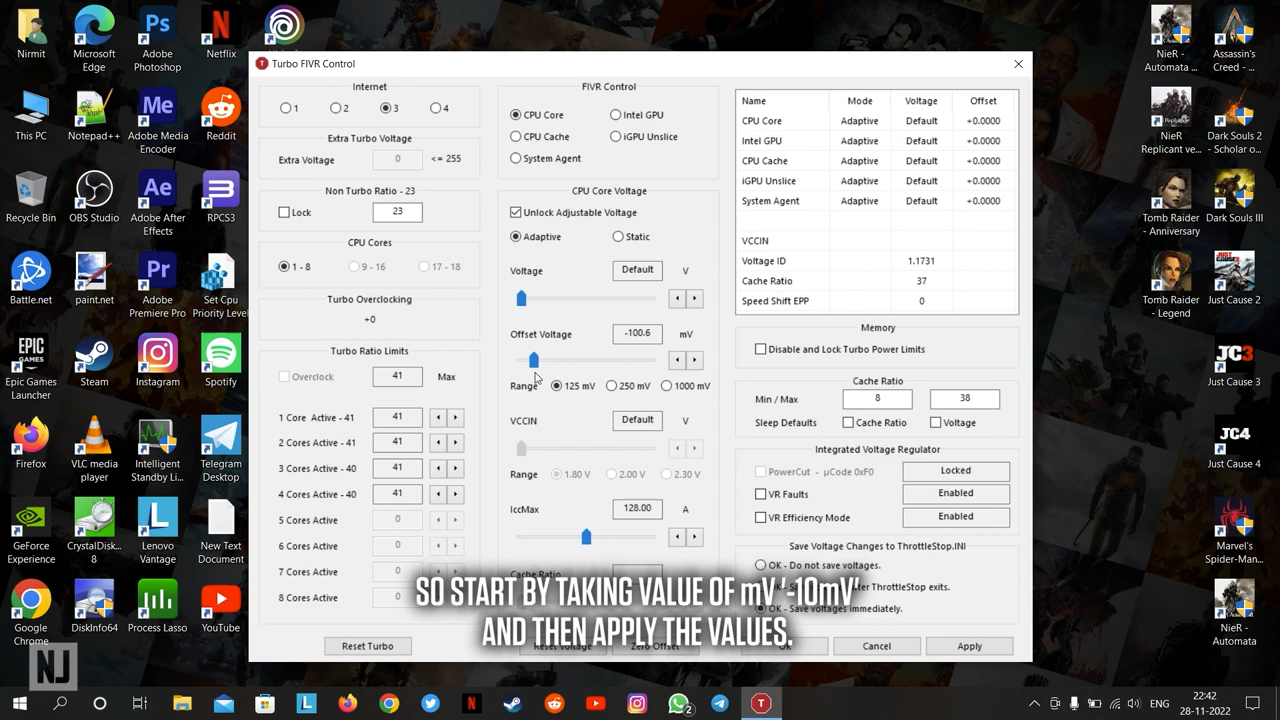 Nirmit
Microsoft
Edge
Adobe
Photoshop
Netflix
NieR
Automata ...
Assassin's
Creed - ...
Turbo FIVR Control
This PC
Notepad++
Adobe Media
Encoder
Reddit
NieR
Replicant ve...
Dark Souls 2
- Scholar o...
Recycle Bin
OBS Studio
Adobe After
Effects
RPCS3
Tomb Raider
- Anniversary
Dark Souls III
Battle.net
paint.net
Adobe
Premiere Pro
Set Cpu
Priority Level
Tomb Raider
- Legend
Just Cause 2
Epic Games
Launcher
Steam
Instagram
Spotify
JC3
Just Cause 3
Firefox
VLC media
player
Intelligent
Standby Li...
Telegram
Desktop
JC4
Just Cause 4
GeForce
Experience
CrystalDisk...
8
Lenovo
Vantage
New Text
Document
Marvel's
Spider-Man...
Google
Chrome
DiskInfo64
Process Lasso
YouTube
NieR -
Automata
Internet
1 2 3 4
Extra Turbo Voltage
Extra Voltage 0 <= 255
Non Turbo Ratio - 23
Lock 23
CPU Cores
1 - 8 9 - 16 17 - 18
Turbo Overclocking
+0
Turbo Ratio Limits
Overclock 41 Max
1 Core Active - 41 41
2 Cores Active - 41 41
3 Cores Active - 40 41
4 Cores Active - 40 41
5 Cores Active 0
6 Cores Active 0
7 Cores Active 0
8 Cores Active 0
Reset Turbo
FIVR Control
CPU Core Intel GPU
CPU Cache iGPU Unslice
System Agent
CPU Core Voltage
Unlock Adjustable Voltage
Adaptive Static
Voltage Default V
Offset Voltage -100.6 mV
Range 125 mV 250 mV 1000 mV
VCCIN Default V
Range 1.80 V 2.00 V 2.30 V
IccMax 128.00 A
Cache Ratio
Reset Voltage Zero Offset
Name Mode Voltage Offset
CPU Core Adaptive Default +0.0000
Intel GPU Adaptive Default +0.0000
CPU Cache Adaptive Default +0.0000
iGPU Unslice Adaptive Default +0.0000
System Agent Adaptive Default +0.0000
VCCIN
Voltage ID 1.1731
Cache Ratio 37
Speed Shift EPP 0
Memory
Disable and Lock Turbo Power Limits
Cache Ratio
Min / Max 8 38
Sleep Defaults Cache Ratio Voltage
Integrated Voltage Regulator
PowerCut - µCode 0xF0 Locked
VR Faults Enabled
VR Efficiency Mode Enabled
Save Voltage Changes to ThrottleStop.INI
OK - Do not save voltages.
ThrottleStop exits.
OK - Save voltages immediately.
OK Cancel Apply
SO START BY TAKING VALUE OF mV '-10mV'
AND THEN APPLY THE VALUES.
NJ
2
ENG
22:42
28-11-2022